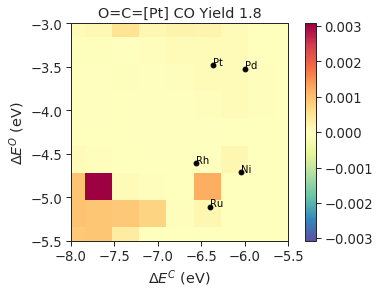 O=C=[Pt] CO Yield 1.8
−3.0
−3.5
−4.0
−4.5
−5.0
−5.5
ΔE^O (eV)
Pt
Pd
Rh
Ni
Ru
−8.0 −7.5 −7.0 −6.5 −6.0 −5.5
ΔE^C (eV)
0.003
0.002
0.001
0.000
−0.001
−0.002
−0.003